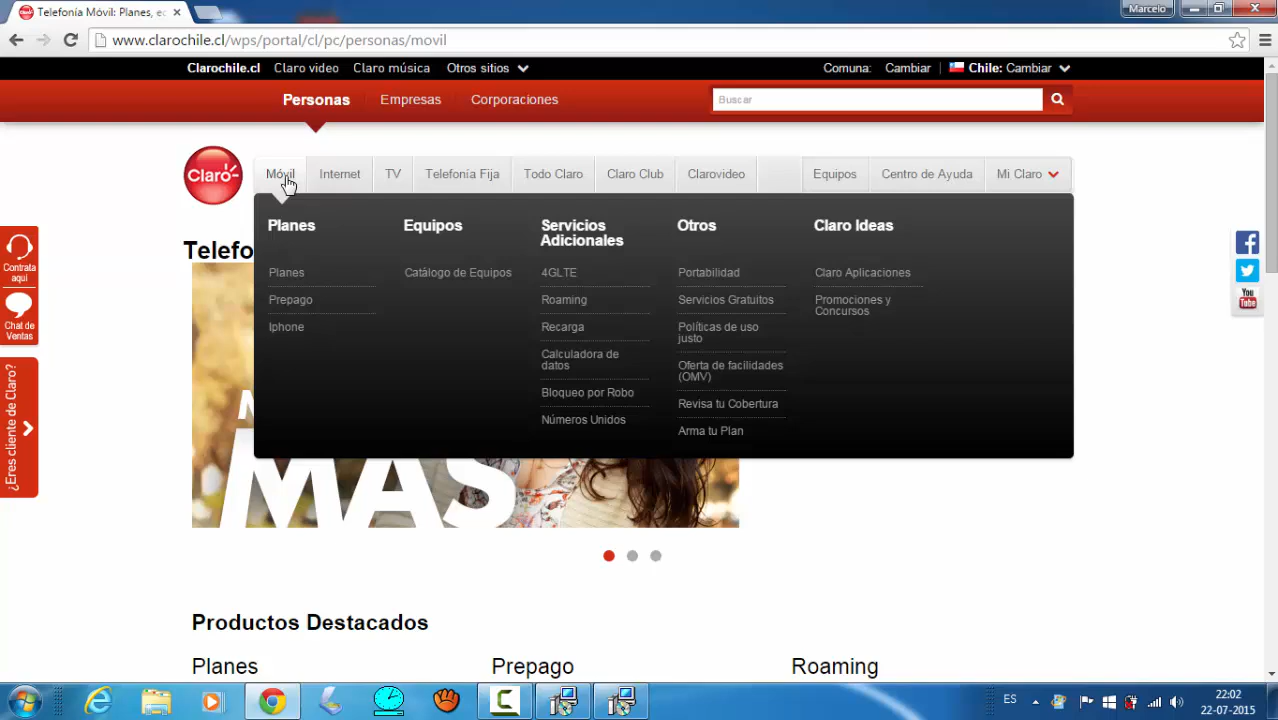 Telefonía Móvil: Planes, ec
Marcelo
www.clarochile.cl/wps/portal/cl/pc/personas/movil
Clarochile.cl Claro video Claro música Otros sitios Comuna: Cambiar Chile: Cambiar
Personas Empresas Corporaciones Buscar
Claro Móvil Internet TV Telefonía Fija Todo Claro Claro Club Clarovideo Equipos Centro de Ayuda Mi Claro
Planes
Planes
Prepago
Iphone
Equipos
Catálogo de Equipos
Servicios
Adicionales
4GLTE
Roaming
Recarga
Calculadora de
datos
Bloqueo por Robo
Números Unidos
Otros
Portabilidad
Servicios Gratuitos
Políticas de uso
justo
Oferta de facilidades
(OMV)
Revisa tu Cobertura
Arma tu Plan
Claro Ideas
Claro Aplicaciones
Promociones y
Concursos
Telefo
Contrata
aquí
Chat de
Ventas
¿Eres cliente de Claro?
You
Tube
M
MÁS
Productos Destacados
Planes Prepago Roaming
ES
22:02
22-07-2015